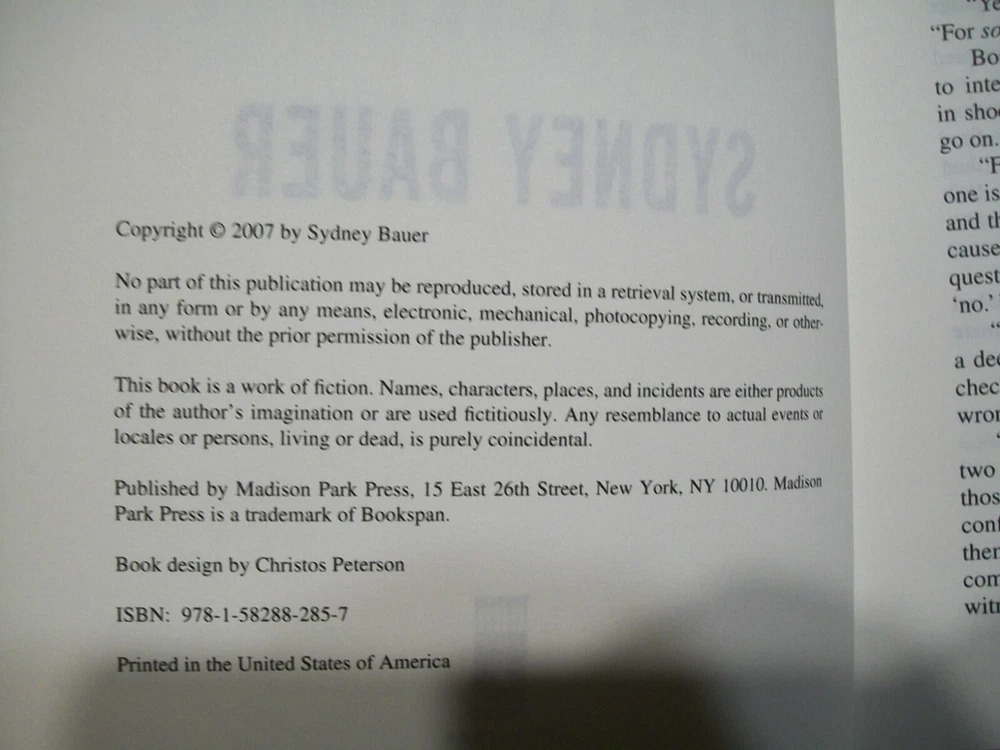 SYDNEY BAUER
Copyright © 2007 by Sydney Bauer
No part of this publication may be reproduced, stored in a retrieval system, or transmitted,
in any form or by any means, electronic, mechanical, photocopying, recording, or other-
wise, without the prior permission of the publisher.
This book is a work of fiction. Names, characters, places, and incidents are either products
of the author's imagination or are used fictitiously. Any resemblance to actual events or
locales or persons, living or dead, is purely coincidental.
Published by Madison Park Press, 15 East 26th Street, New York, NY 10010. Madison
Park Press is a trademark of Bookspan.
Book design by Christos Peterson
ISBN: 978-1-58288-285-7
Printed in the United States of America
“Ye
“For so
Bo
to inte
in sho
go on.
“F
one is
and th
cause
quest
‘no.’
“
a dec
chec
wron
two
thos
conf
ther
com
witn